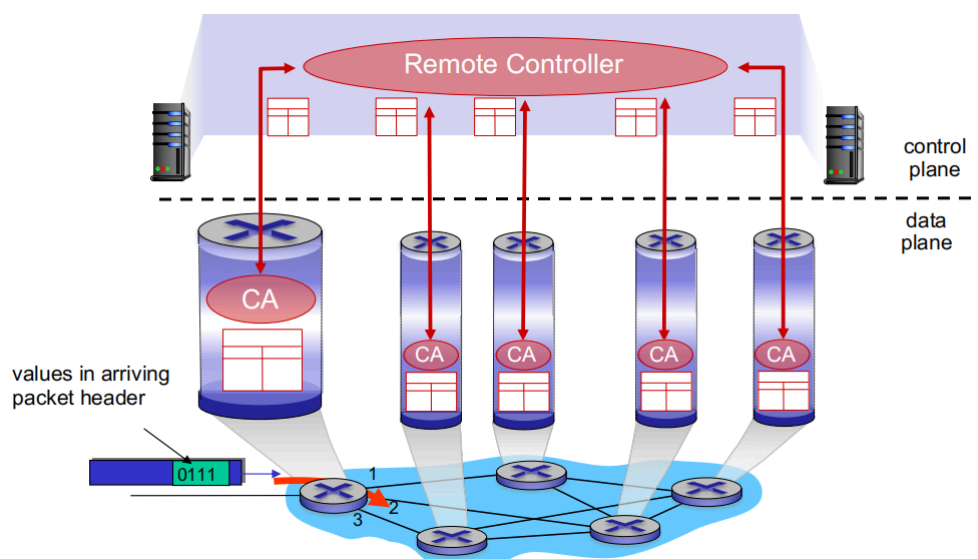 Remote Controller
control
plane
data
plane
CA
CA
CA
CA
CA
values in arriving
packet header
0111
1
2
3